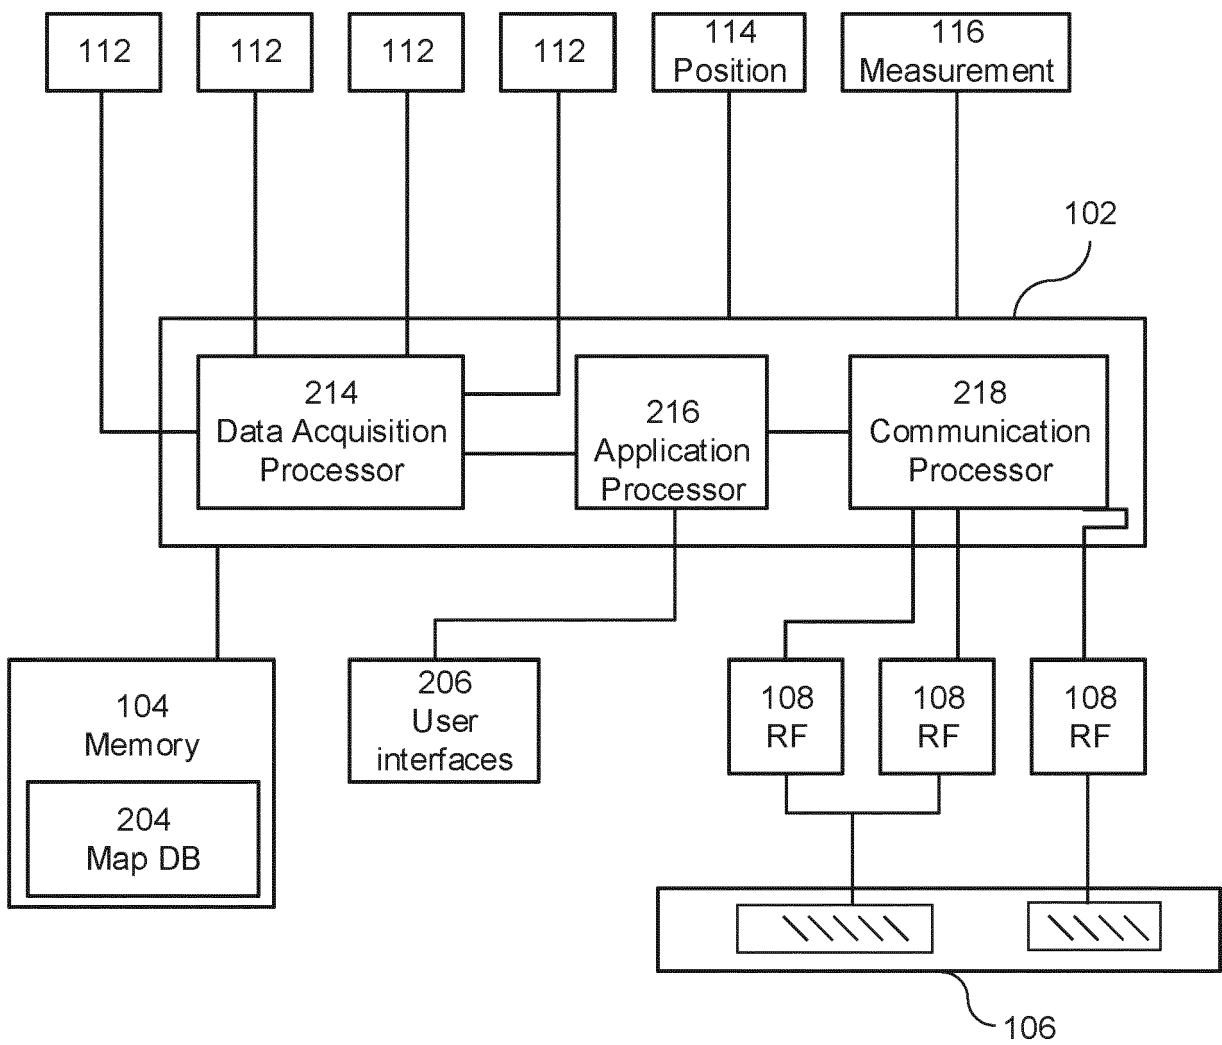 112
112
112
112
114
Position
116
Measurement
102
214
Data Acquisition
Processor
216
Application
Processor
218
Communication
Processor
104
Memory
204
Map DB
206
User
interfaces
108
RF
108
RF
108
RF
106